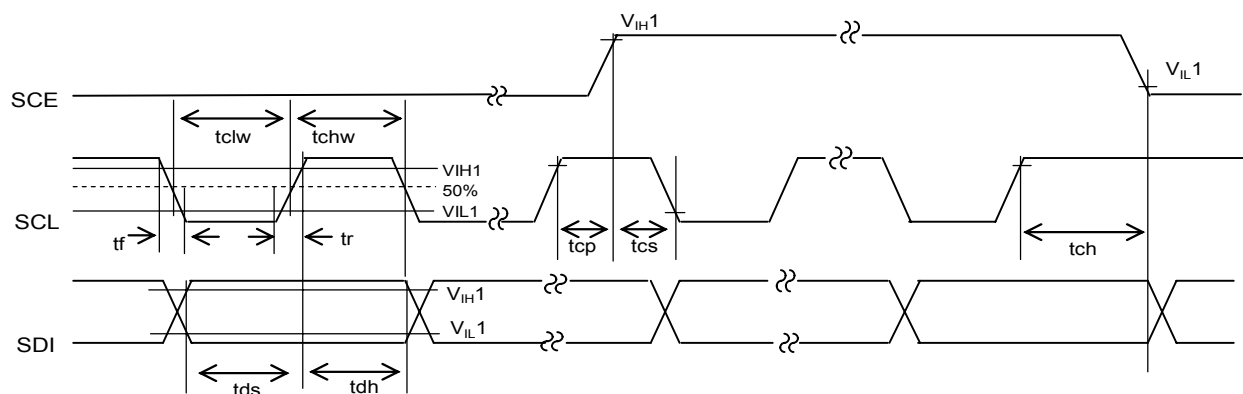 V_IH1
V_IL1
SCE
tclw
tchw
VIH1
50%
VIL1
SCL
tf
tr
tcp
tcs
tch
V_IH1
V_IL1
SDI
tds
tdh